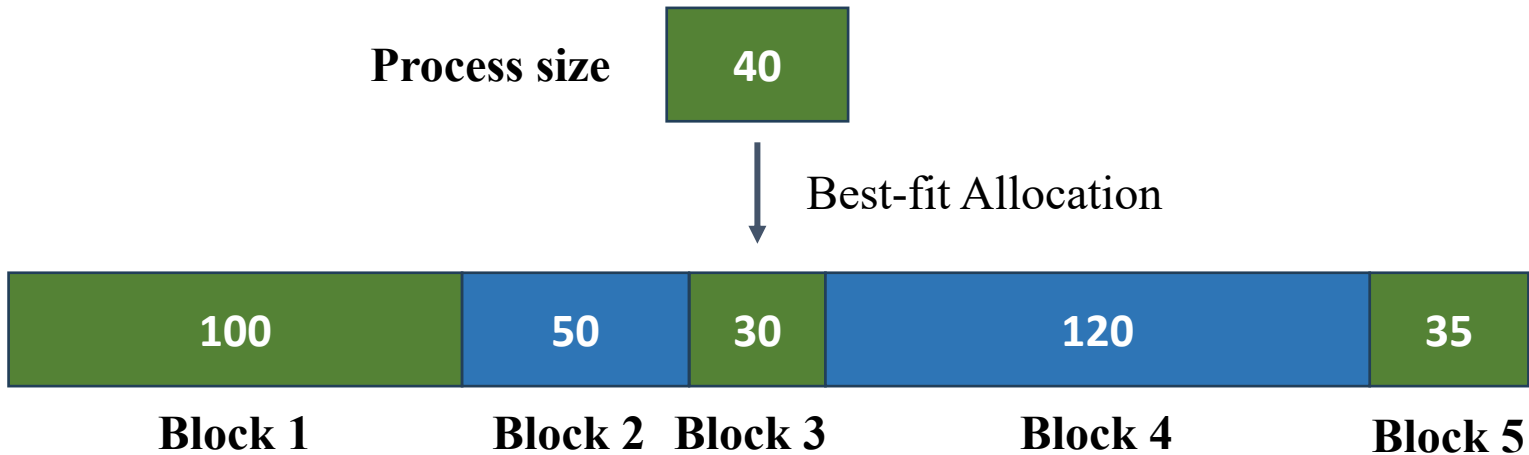 Process size 40
Best-fit Allocation
100 50 30 120 35
Block 1 Block 2 Block 3 Block 4 Block 5